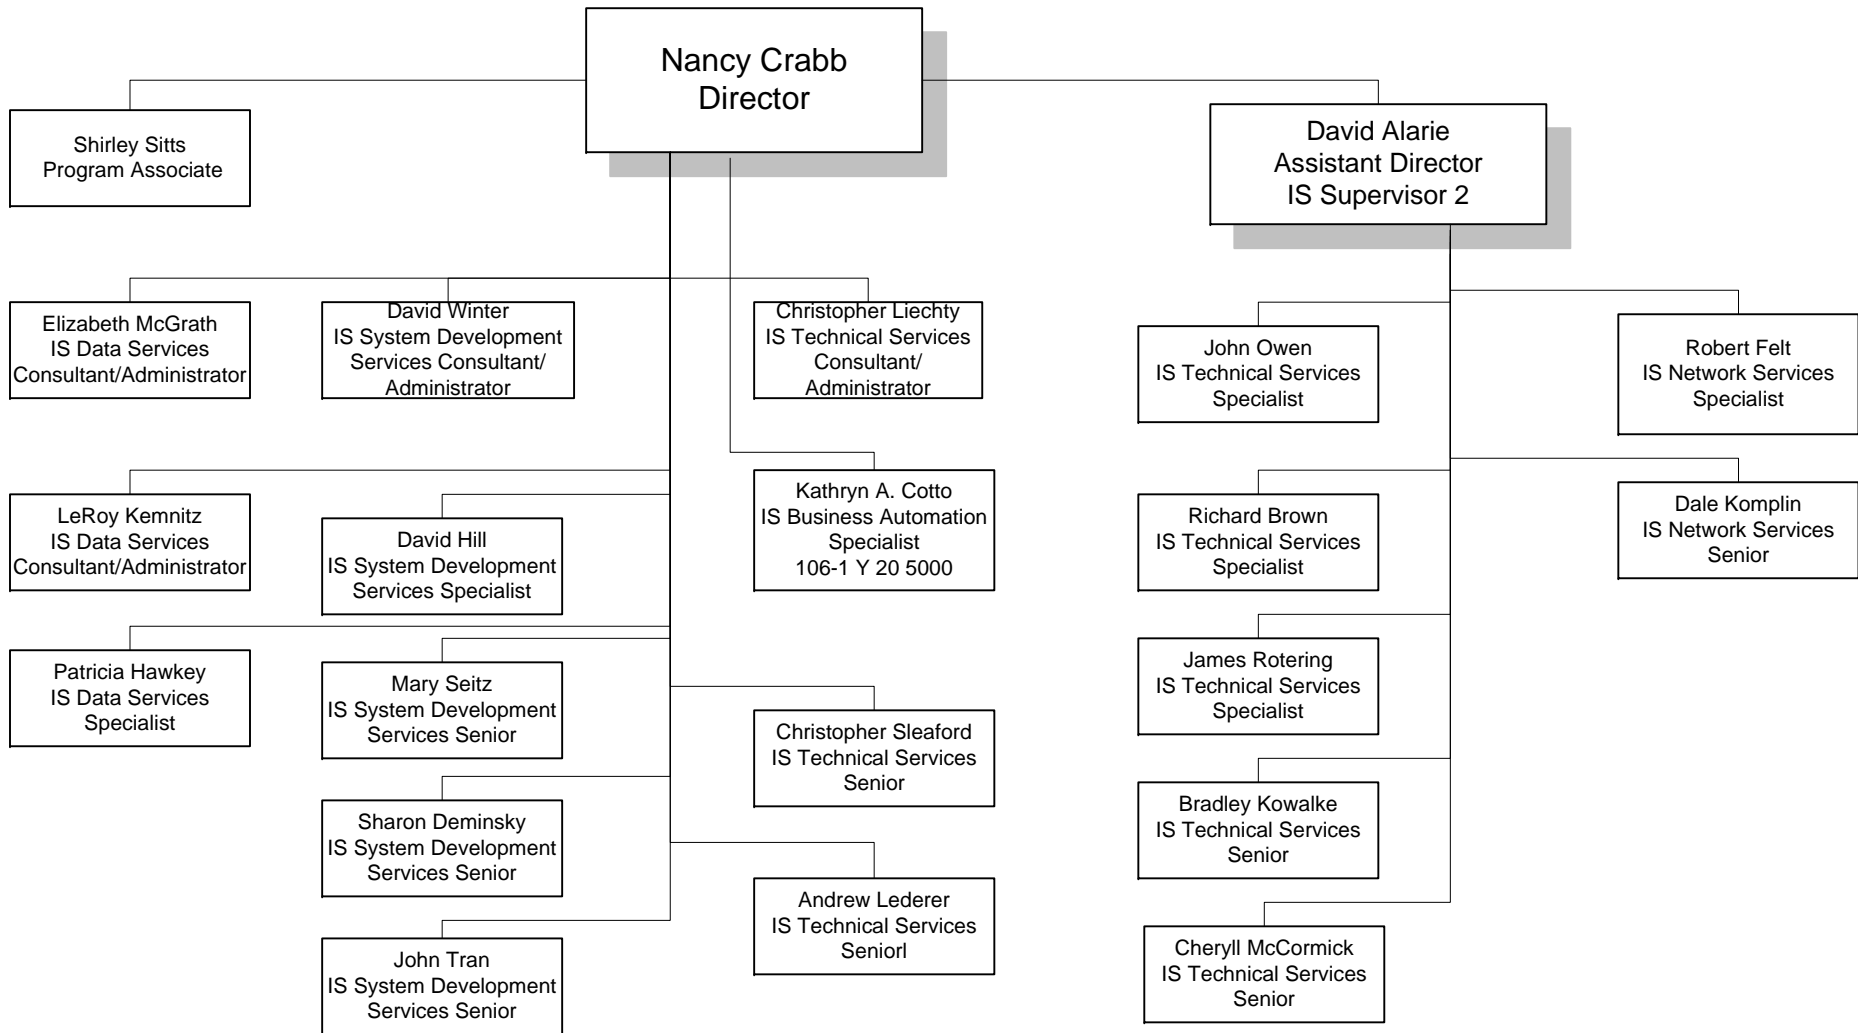 Nancy Crabb
Director
Shirley Sitts
Program Associate
David Alarie
Assistant Director
IS Supervisor 2
Elizabeth McGrath
IS Data Services
Consultant/Administrator
David Winter
IS System Development
Services Consultant/
Administrator
Christopher Liechty
IS Technical Services
Consultant/
Administrator
John Owen
IS Technical Services
Specialist
Robert Felt
IS Network Services
Specialist
LeRoy Kemnitz
IS Data Services
Consultant/Administrator
David Hill
IS System Development
Services Specialist
Kathryn A. Cotto
IS Business Automation
Specialist
106-1 Y 20 5000
Richard Brown
IS Technical Services
Specialist
Dale Komplin
IS Network Services
Senior
Patricia Hawkey
IS Data Services
Specialist
Mary Seitz
IS System Development
Services Senior
Christopher Sleaford
IS Technical Services
Senior
James Rotering
IS Technical Services
Specialist
Sharon Deminsky
IS System Development
Services Senior
Bradley Kowalke
IS Technical Services
Senior
Andrew Lederer
IS Technical Services
Seniorl
John Tran
IS System Development
Services Senior
Cheryll McCormick
IS Technical Services
Senior